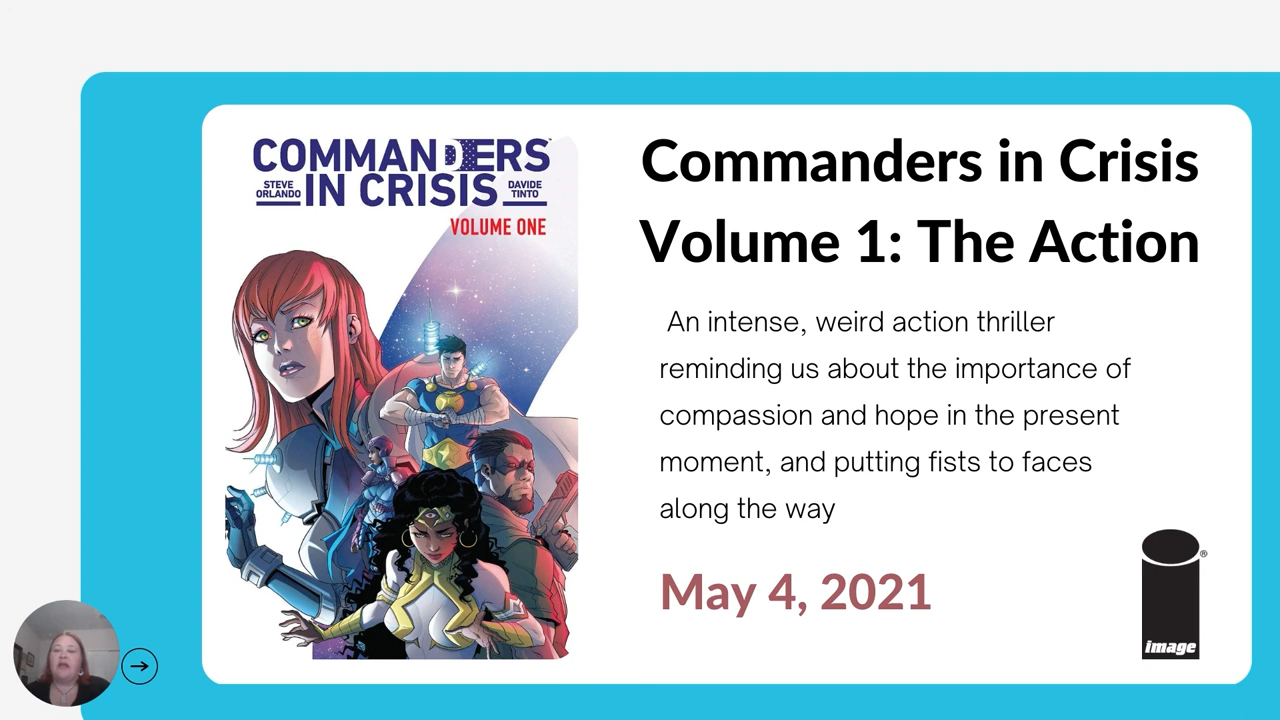 COMMANDERS
STEVE
ORLANDO
IN CRISIS
DAVIDE
TINTO
VOLUME ONE
Commanders in Crisis
Volume 1: The Action
An intense, weird action thriller
reminding us about the importance of
compassion and hope in the present
moment, and putting fists to faces
along the way
May 4, 2021
®
image